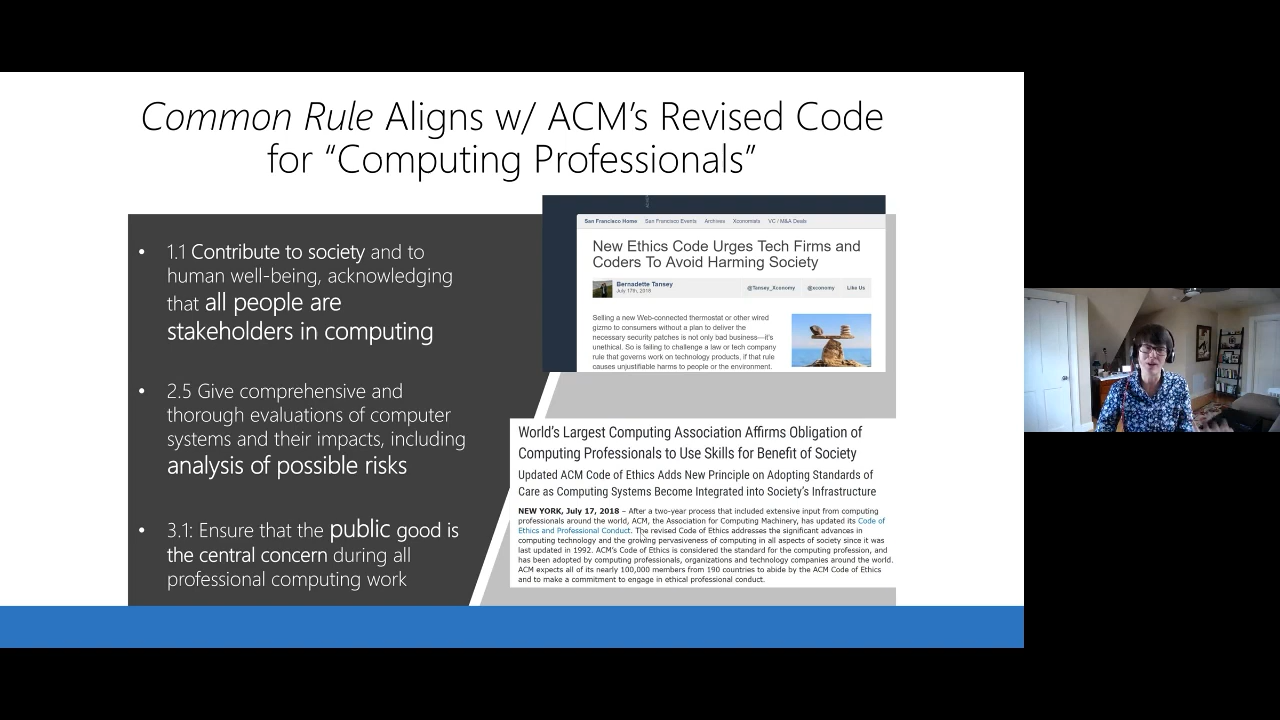 Common Rule Aligns w/ ACM's Revised Code
for “Computing Professionals”
• 1.1 Contribute to society and to
human well-being, acknowledging
that all people are
stakeholders in computing
• 2.5 Give comprehensive and
thorough evaluations of computer
systems and their impacts, including
analysis of possible risks
• 3.1: Ensure that the public good is
the central concern during all
professional computing work
San Francisco Home San Francisco Events Archives Xconomists VC / M&A Deals
New Ethics Code Urges Tech Firms and
Coders To Avoid Harming Society
Bernadette Tansey
July 17th, 2018
@Tansey_Xconomy @xconomy Like Us
Selling a new Web-connected thermostat or other wired
gizmo to consumers without a plan to deliver the
necessary security patches is not only bad business—it's
unethical. So is failing to challenge a law or tech company
rule that governs work on technology products, if that rule
causes unjustifiable harms to people or the environment.
World's Largest Computing Association Affirms Obligation of
Computing Professionals to Use Skills for Benefit of Society
Updated ACM Code of Ethics Adds New Principle on Adopting Standards of
Care as Computing Systems Become Integrated into Society's Infrastructure
NEW YORK, July 17, 2018 – After a two-year process that included extensive input from computing
professionals around the world, ACM, the Association for Computing Machinery, has updated its Code of
Ethics and Professional Conduct. The revised Code of Ethics addresses the significant advances in
computing technology and the growing pervasiveness of computing in all aspects of society since it was
last updated in 1992. ACM's Code of Ethics is considered the standard for the computing profession, and
has been adopted by computing professionals, organizations and technology companies around the world.
ACM expects all of its nearly 100,000 members from 190 countries to abide by the ACM Code of Ethics
and to make a commitment to engage in ethical professional conduct.